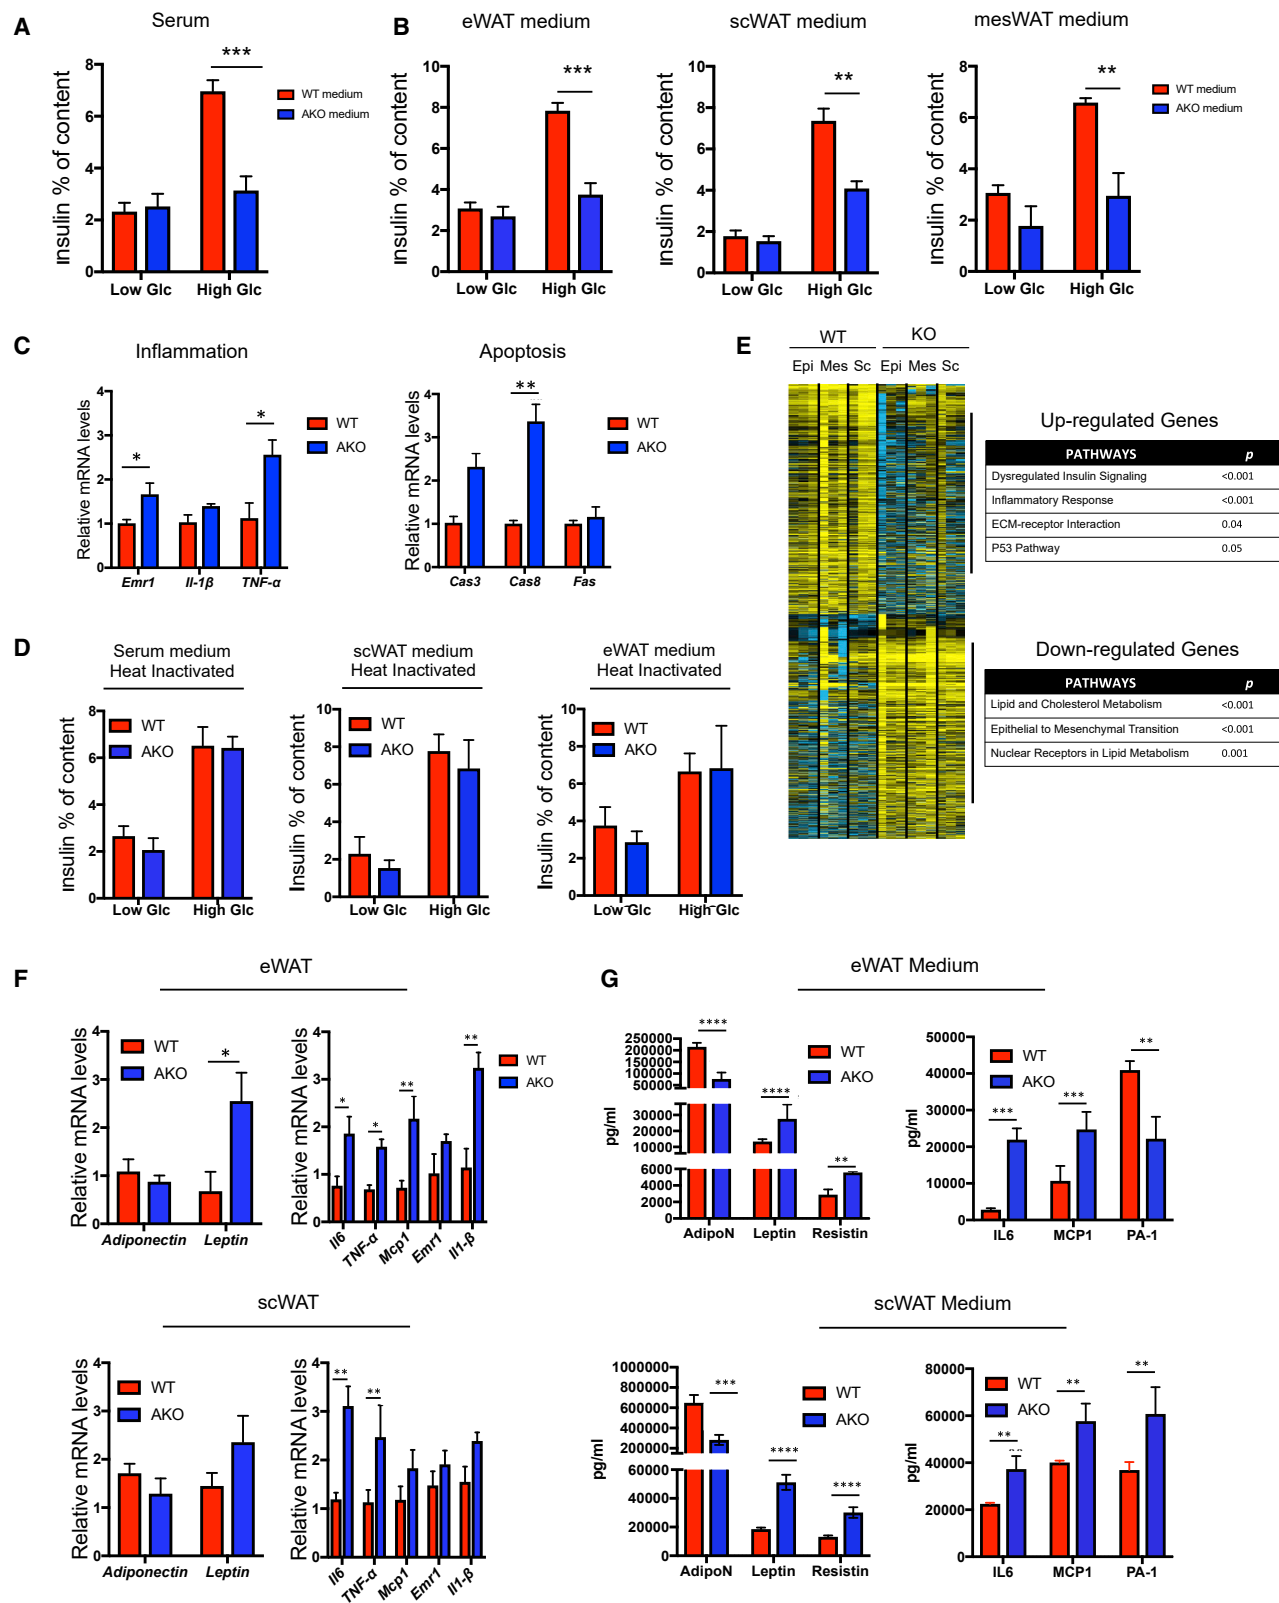 A
Serum
***
Insulin % of content
8
6
4
2
0
Low Glc
High Glc
WT medium
AKO medium
B
eWAT medium
***
Insulin % of content
10
8
6
4
2
0
Low Glc
High Glc
scWAT medium
**
Insulin % of content
10
8
6
4
2
0
Low Glc
High Glc
mesWAT medium
**
Insulin % of content
8
6
4
2
0
Low Glc
High Glc
WT medium
AKO medium
C
Inflammation
Relative mRNA levels
4
3
2
1
0
*
*
Emr1
Il-1β
TNF-α
WT
AKO
Apoptosis
Relative mRNA levels
4
3
2
1
0
**
Cas3
Cas8
Fas
WT
AKO
D
Serum medium
Heat Inactivated
Insulin % of content
8
6
4
2
0
WT
AKO
Low Glc
High Glc
scWAT medium
Heat Inactivated
Insulin % of content
10
8
6
4
2
0
WT
AKO
Low Glc
High Glc
eWAT medium
Heat Inactivated
Insulin % of content
10
8
6
4
2
0
WT
AKO
Low Glc
High Glc
E
WT KO
Epi Mes Sc Epi Mes Sc
Up-regulated Genes
PATHWAYS p
Dysregulated Insulin Signaling <0.001
Inflammatory Response <0.001
ECM-receptor Interaction 0.04
P53 Pathway 0.05
Down-regulated Genes
PATHWAYS p
Lipid and Cholesterol Metabolism <0.001
Epithelial to Mesenchymal Transition <0.001
Nuclear Receptors in Lipid Metabolism 0.001
F
eWAT
Relative mRNA levels
4
3
2
1
0
WT
AKO
*
Adiponectin
Leptin
Relative mRNA levels
4
3
2
1
0
*
*
**
**
Il6
TNF-α
Mcp1
Emr1
Il1-β
WT
AKO
scWAT
Relative mRNA levels
4
3
2
1
0
WT
AKO
Adiponectin
Leptin
Relative mRNA levels
4
3
2
1
0
**
**
Il6
TNF-α
Mcp1
Emr1
Il1-β
G
eWAT Medium
pg/ml
250000
200000
150000
100000
50000
30000
20000
10000
6000
4000
2000
0
****
****
**
WT
AKO
AdipoN
Leptin
Resistin
pg/ml
50000
40000
30000
20000
10000
0
WT
AKO
***
***
**
IL6
MCP1
PA-1
scWAT Medium
pg/ml
1000000
800000
600000
400000
200000
60000
40000
20000
0
***
****
****
WT
AKO
AdipoN
Leptin
Resistin
pg/ml
80000
60000
40000
20000
0
WT
AKO
**
**
**
IL6
MCP1
PA-1